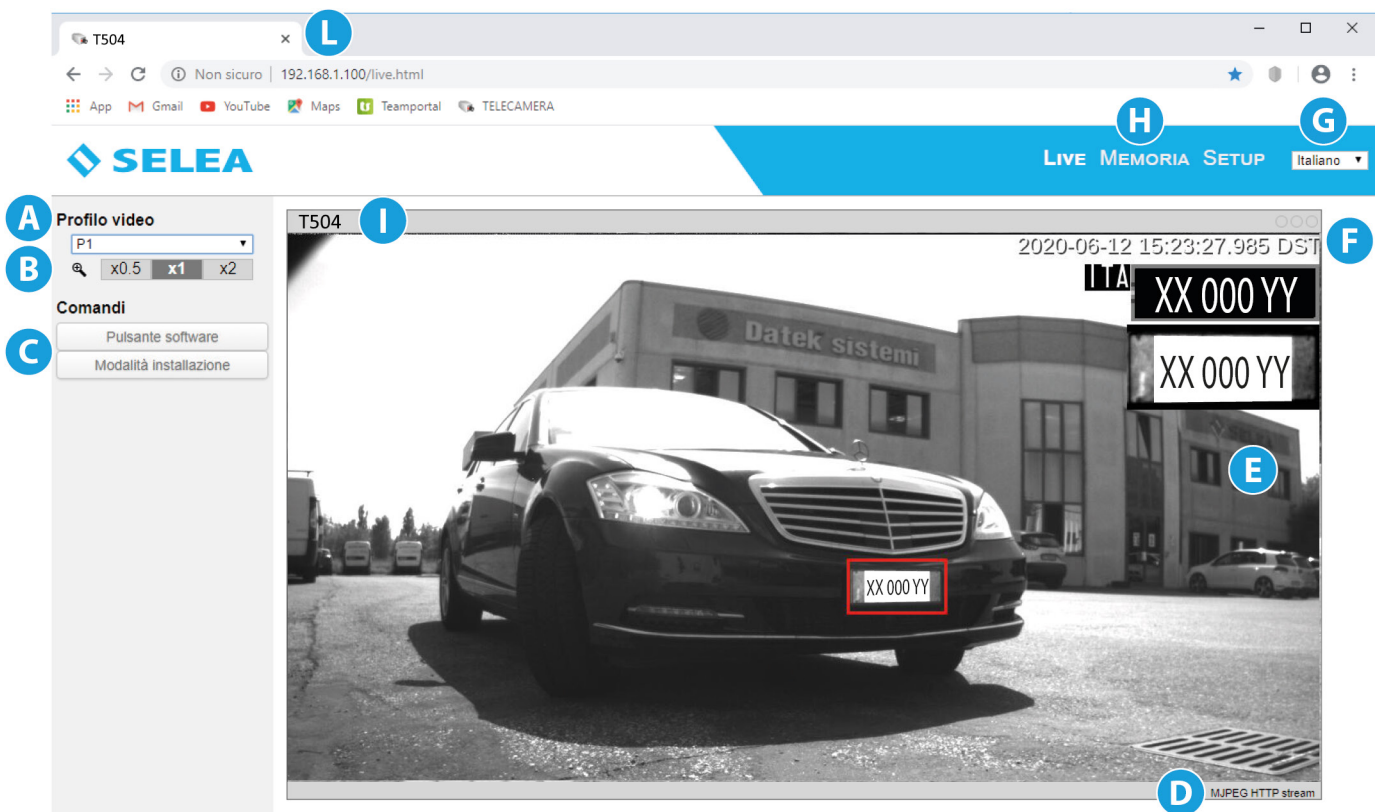 T504
L
Non sicuro | 192.168.1.100/live.html
App Gmail YouTube Maps Teamportal TELECAMERA
H
G
SELEA
LIVE MEMORIA SETUP Italiano
A
Profilo video
P1
B
x0.5 x1 x2
Comandi
C
Pulsante software
Modalità installazione
T504
I
F
2020-06-12 15:23:27.985 DST
ITA
XX 000 YY
XX 000 YY
Datek sistemi
E
XX 000 YY
D
MJPEG HTTP stream